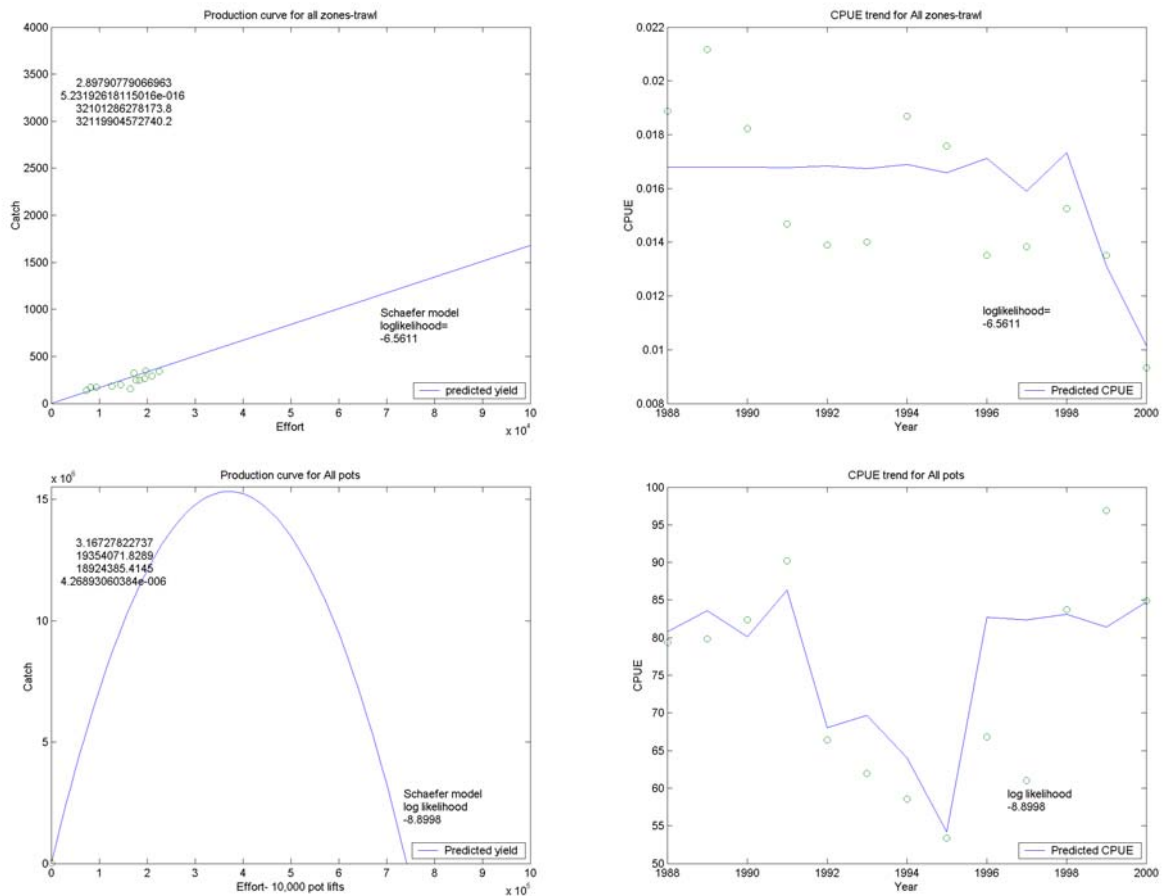 Production curve for all zones-trawl
4000
3500
3000
2500
2000
1500
1000
500
0
Catch
2.89790779066963
5.23192618115016e-016
32101286278173.8
32119904572740.2
Schaefer model
loglikelihood=
-6.5611
predicted yield
0 1 2 3 4 5 6 7 8 9 10
Effort
x 10⁴
CPUE trend for All zones-trawl
0.022
0.02
0.018
0.016
0.014
0.012
0.01
0.008
CPUE
loglikelihood=
-6.5611
Predicted CPUE
1988 1990 1992 1994 1996 1998 2000
Year
Production curve for All pots
x 10⁶
15
10
5
0
Catch
3.16727822737
19354071.8289
18924385.4145
4.26893060384e-006
Schaefer model
log likelihood
-8.8998
Predicted yield
0 1 2 3 4 5 6 7 8 9 10
Effort- 10,000 pot lifts
x 10⁵
CPUE trend for All pots
100
95
90
85
80
75
70
65
60
55
50
CPUE
log likelihood
-8.8998
Predicted CPUE
1988 1990 1992 1994 1996 1998 2000
Year